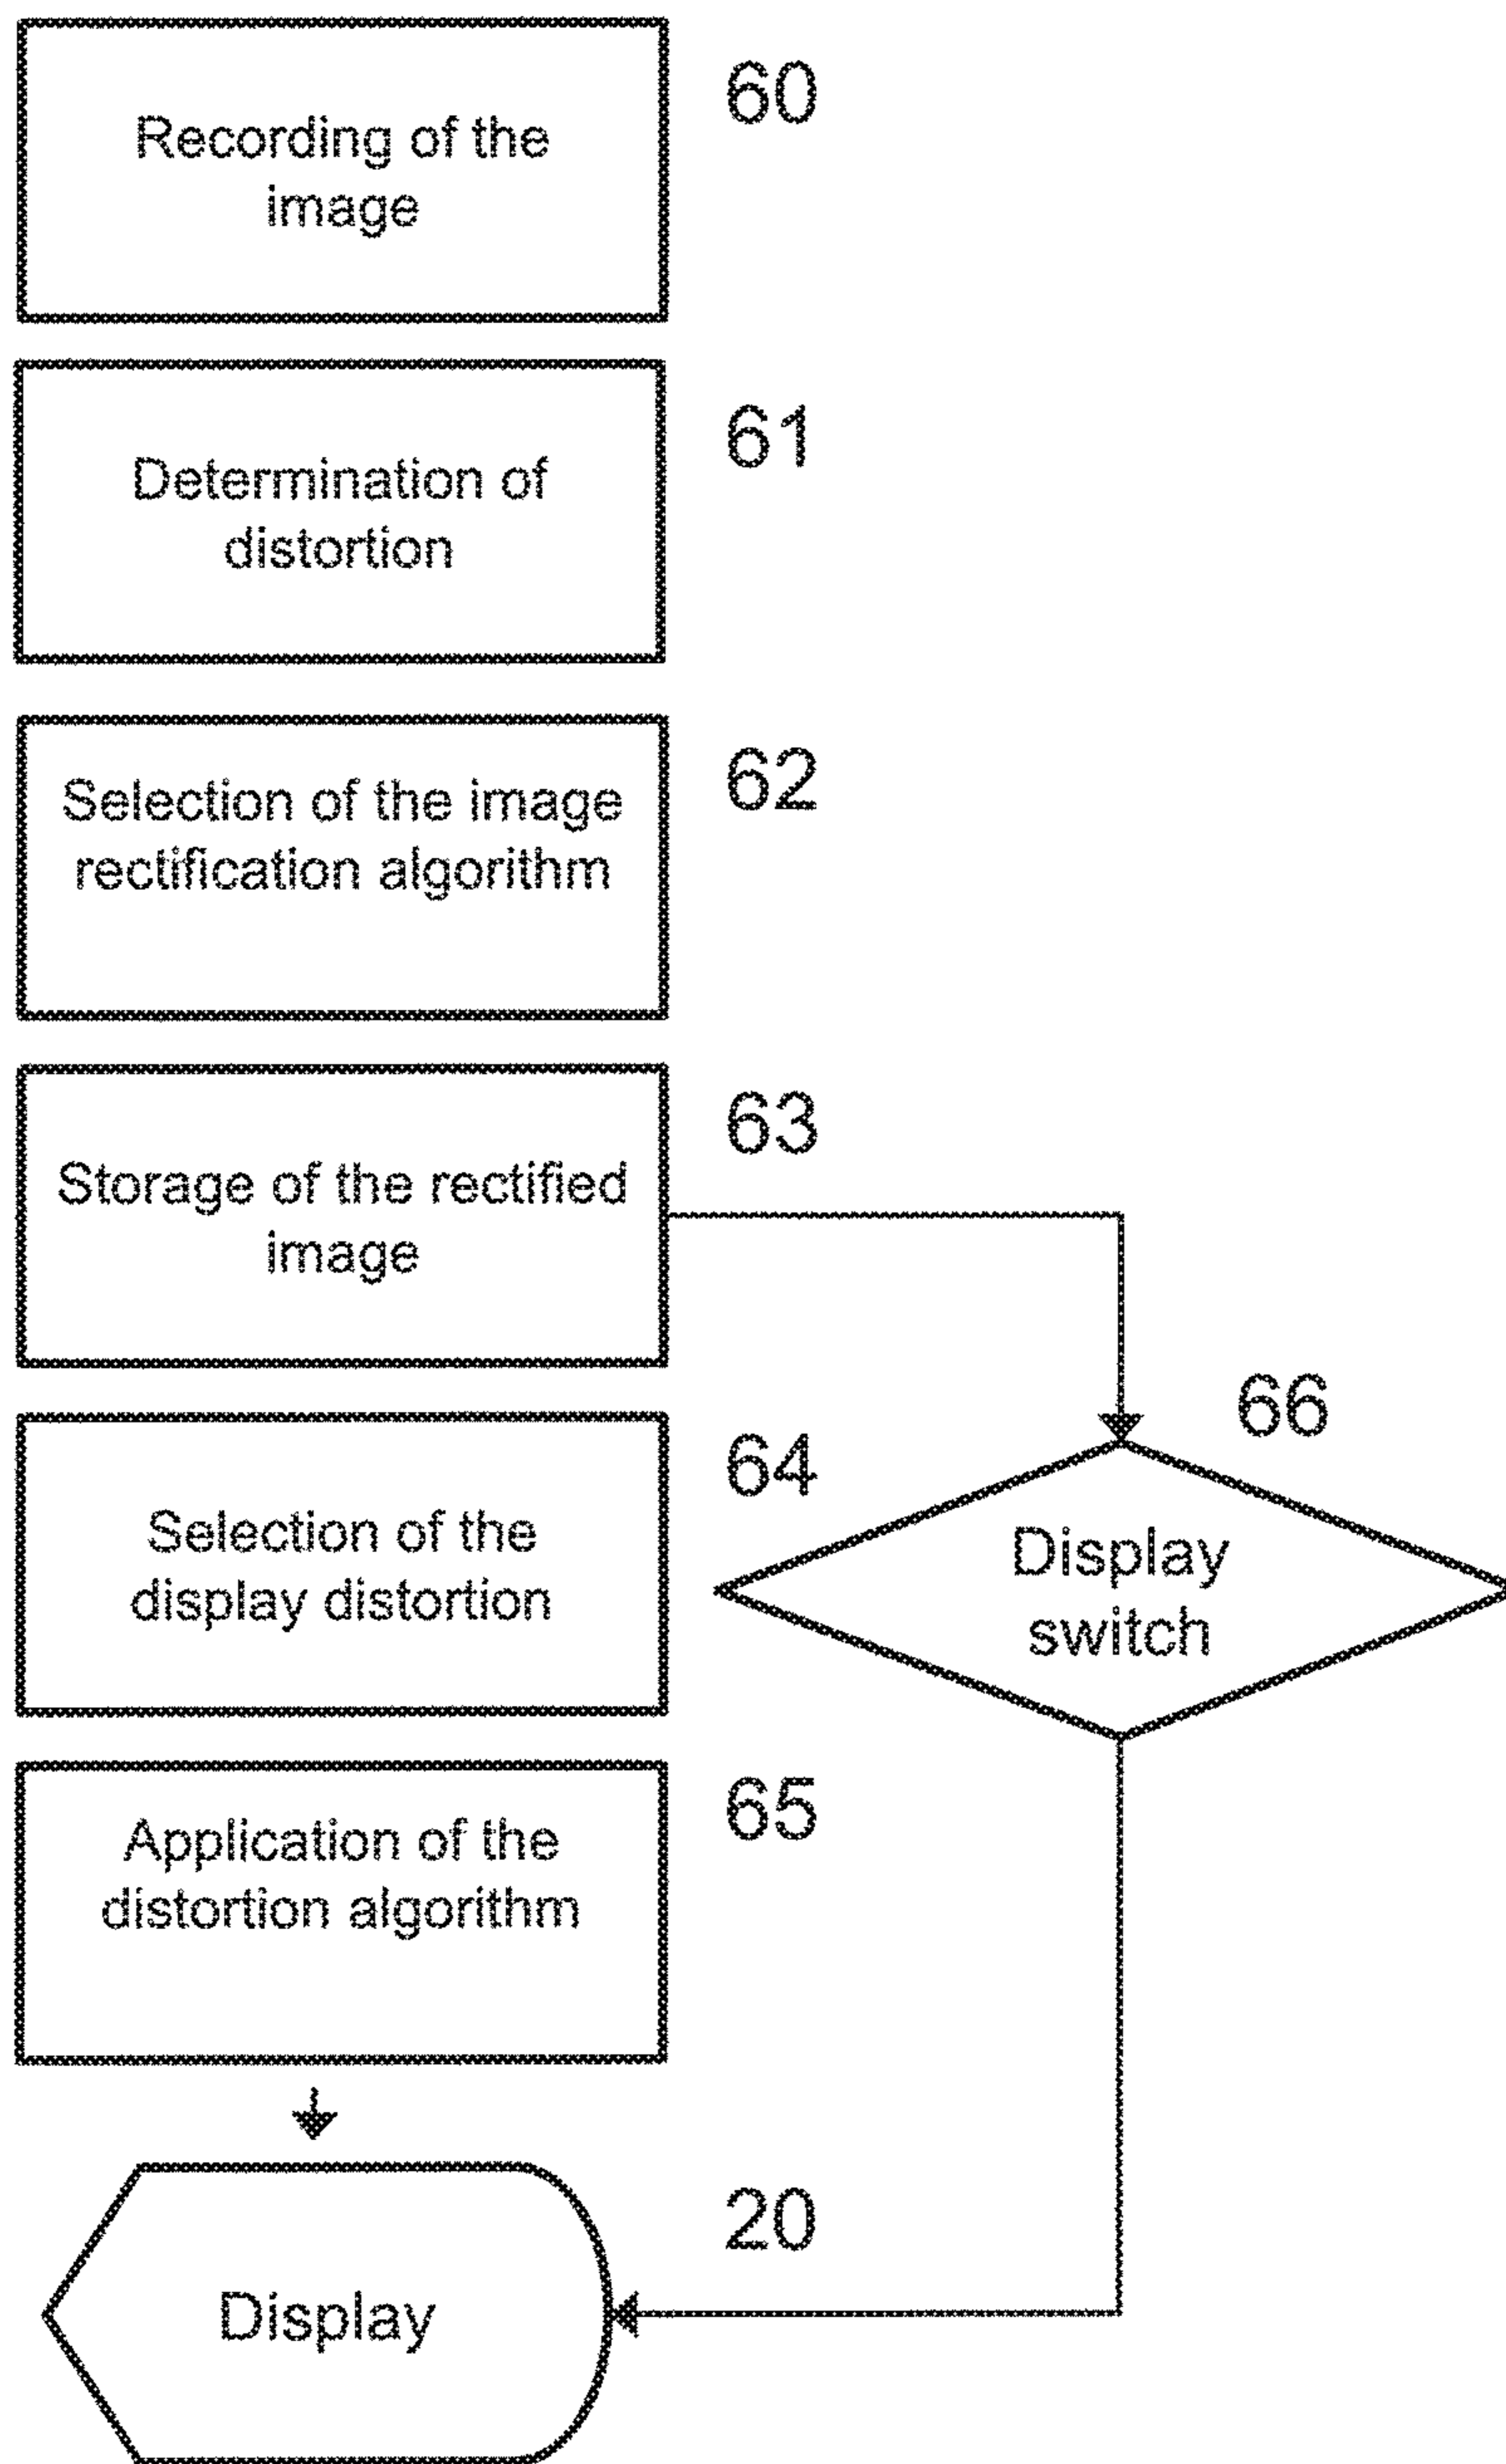 60
Recording of the
image
61
Determination of
distortion
62
Selection of the image
rectification algorithm
63
Storage of the rectified
image
66
64
Selection of the
display distortion
Display
switch
65
Application of the
distortion algorithm
20
Display